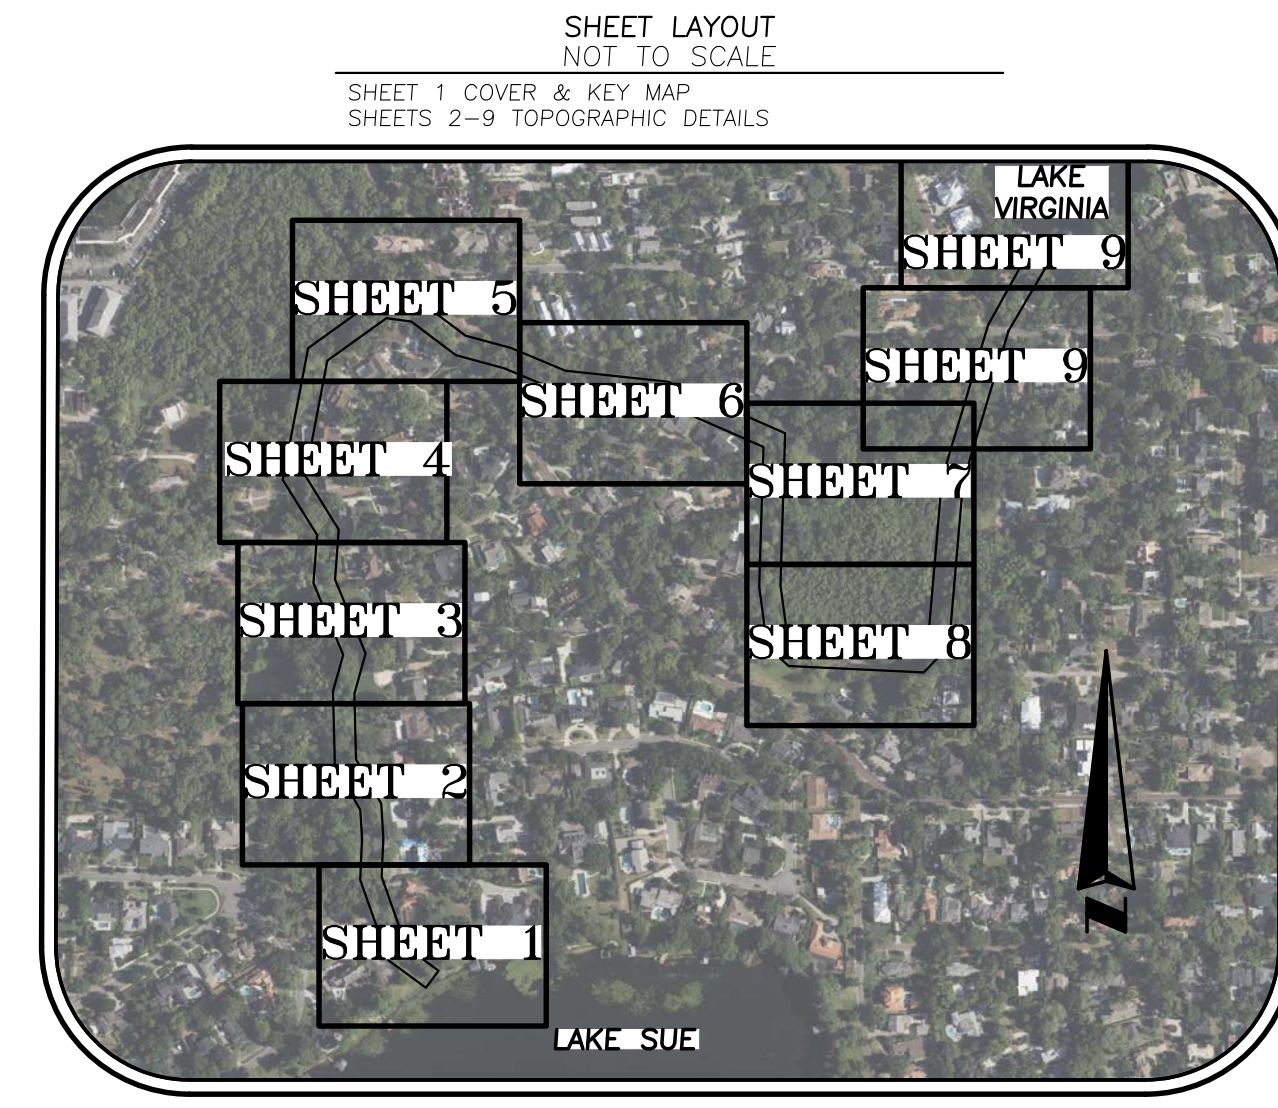 SHEET LAYOUT
NOT TO SCALE
SHEET 1 COVER & KEY MAP
SHEETS 2-9 TOPOGRAPHIC DETAILS
LAKE
VIRGINIA
SHEET 9
SHEET 5
SHEET 9
SHEET 6
SHEET 4
SHEET 7
SHEET 3
SHEET 8
SHEET 2
SHEET 1
LAKE SUE
N